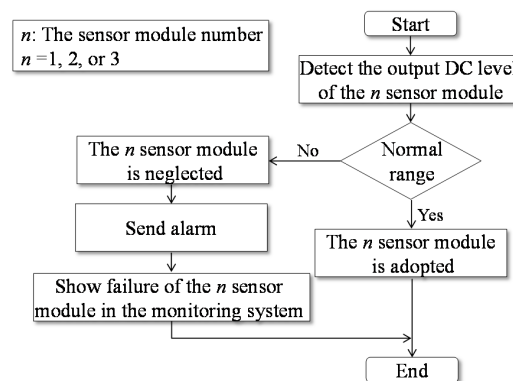 n: The sensor module number
n =1, 2, or 3
Start
Detect the output DC level
of the n sensor module
Normal
range
No
Yes
The n sensor module
is neglected
Send alarm
Show failure of the n sensor
module in the monitoring system
The n sensor module
is adopted
End